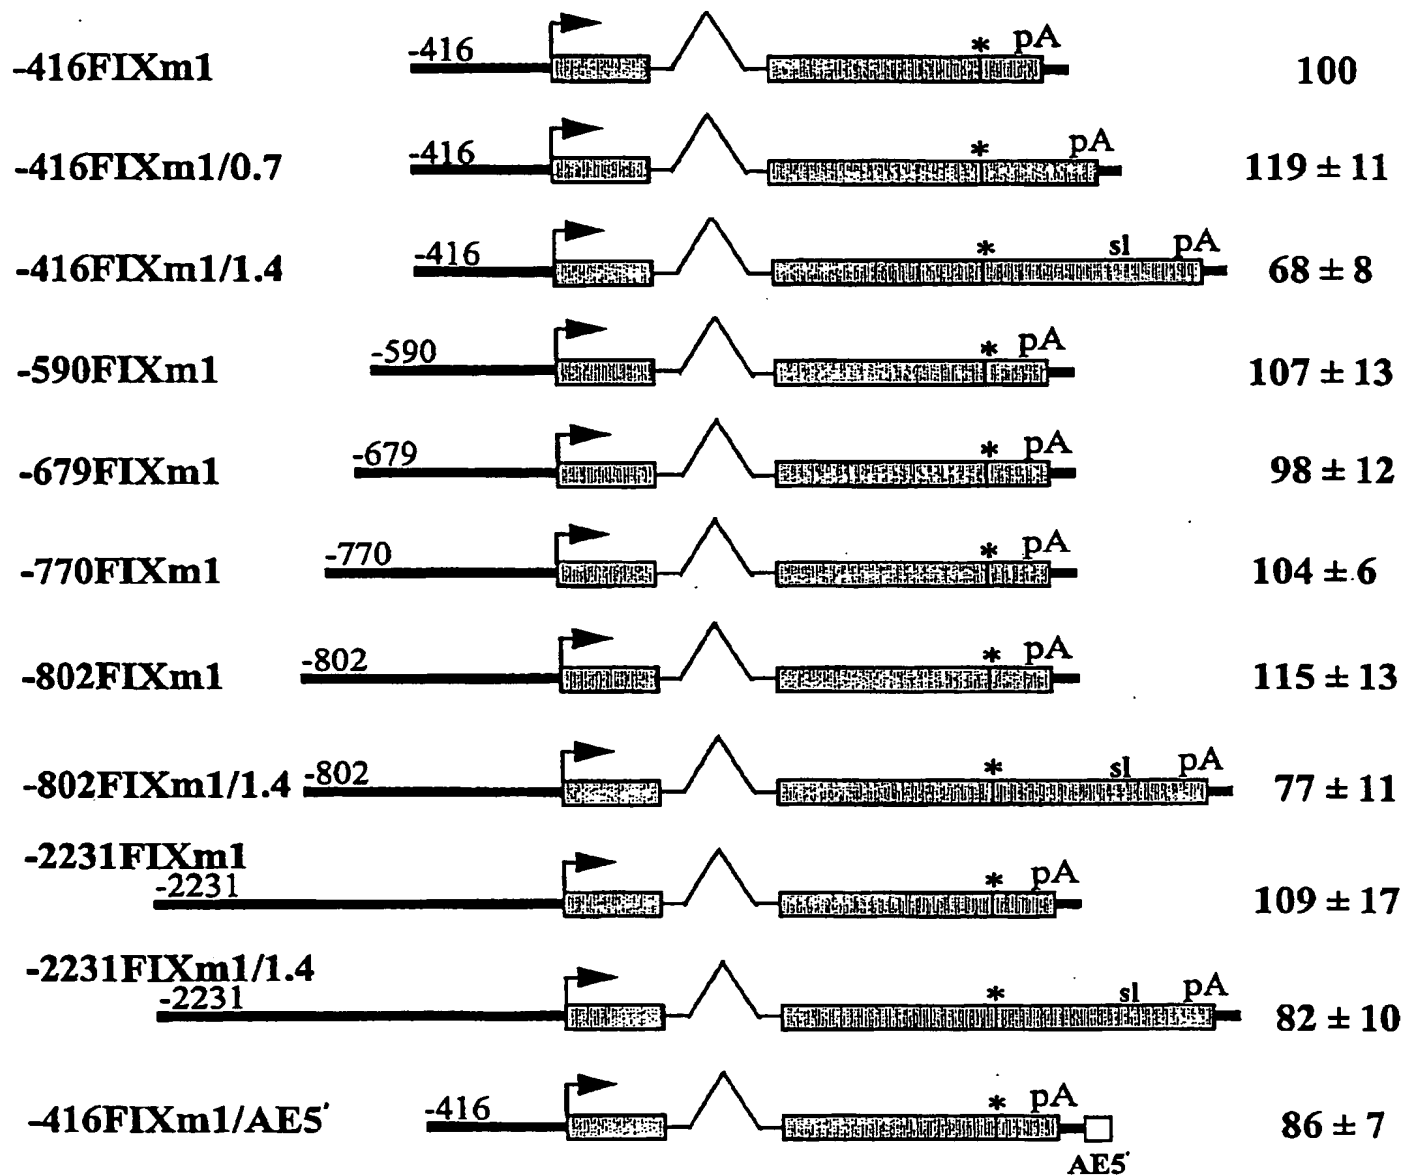 -416FIXm1 -416 * pA 100
-416FIXm1/0.7 -416 * pA 119 ± 11
-416FIXm1/1.4 -416 * sl pA 68 ± 8
-590FIXm1 -590 * pA 107 ± 13
-679FIXm1 -679 * pA 98 ± 12
-770FIXm1 -770 * pA 104 ± 6
-802FIXm1 -802 * pA 115 ± 13
-802FIXm1/1.4 -802 * sl pA 77 ± 11
-2231FIXm1 -2231 * pA 109 ± 17
-2231FIXm1/1.4 -2231 * sl pA 82 ± 10
-416FIXm1/AE5' -416 * pA 86 ± 7
AE5'